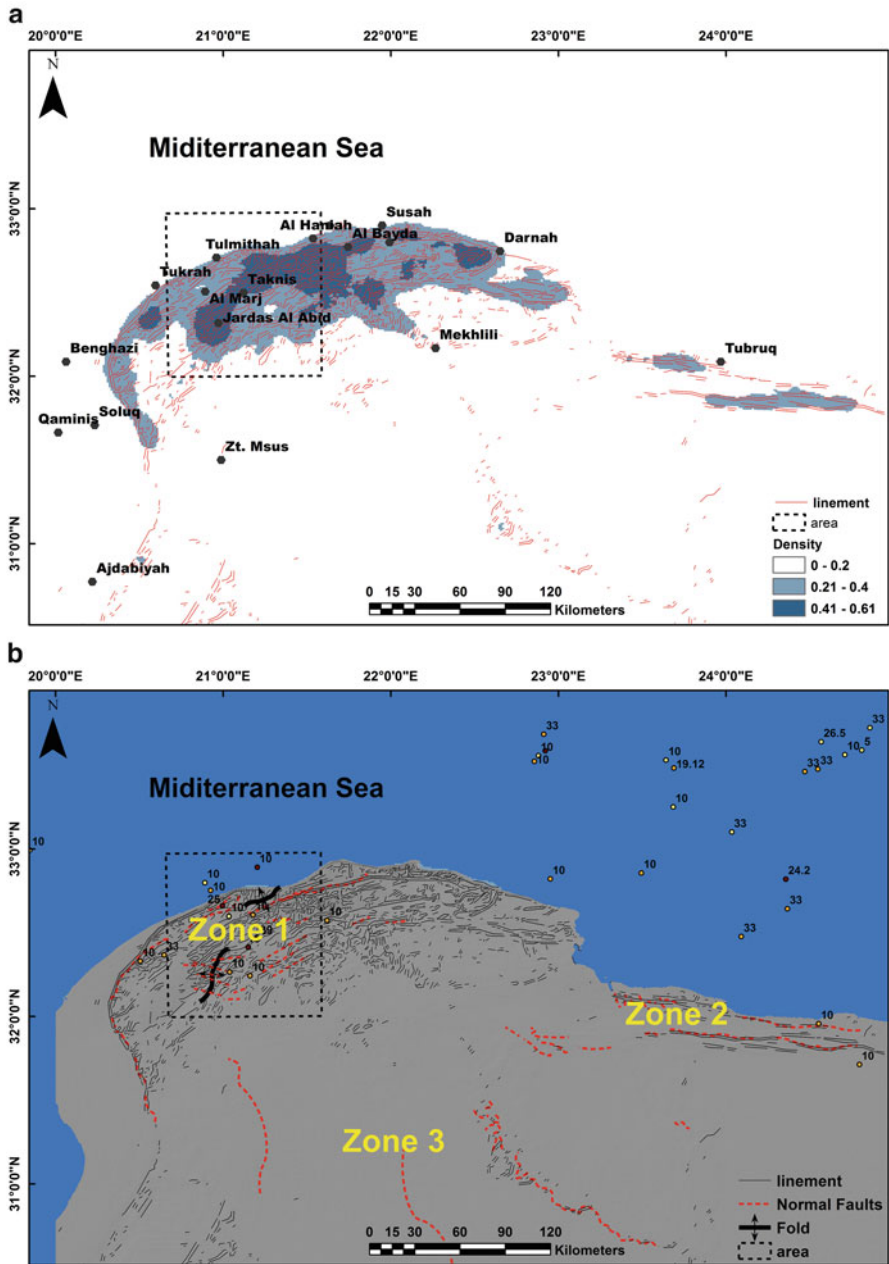 a
20°0'0"E 21°0'0"E 22°0'0"E 23°0'0"E 24°0'0"E
N
Miditerranean Sea
33°0'0"N
Susah
Al Bayda
Darnah
Tulmithah
Tukrah
Taknis
Al Marj
Jardas Al Abid
Mekhlili
Benghazi
Tubruq
32°0'0"N
Soluq
Qaminis
Zt. Msus
31°0'0"N
Ajdabiyah
linement
area
Density
0 - 0.2
0.21 - 0.4
0.41 - 0.61
0 15 30 60 90 120
Kilometers
b
20°0'0"E 21°0'0"E 22°0'0"E 23°0'0"E 24°0'0"E
N
33
33
26.5
5
10
10
10
10
19.12
33
33
10
Miditerranean Sea
33
33°0'0"N
10
10
10
10
10
10
24.2
25
10
33
10
Zone 1
33
10
33
10
10
10
32°0'0"N
Zone 2
10
10
31°0'0"N
Zone 3
linement
Normal Faults
Fold
area
0 15 30 60 90 120
Kilometers